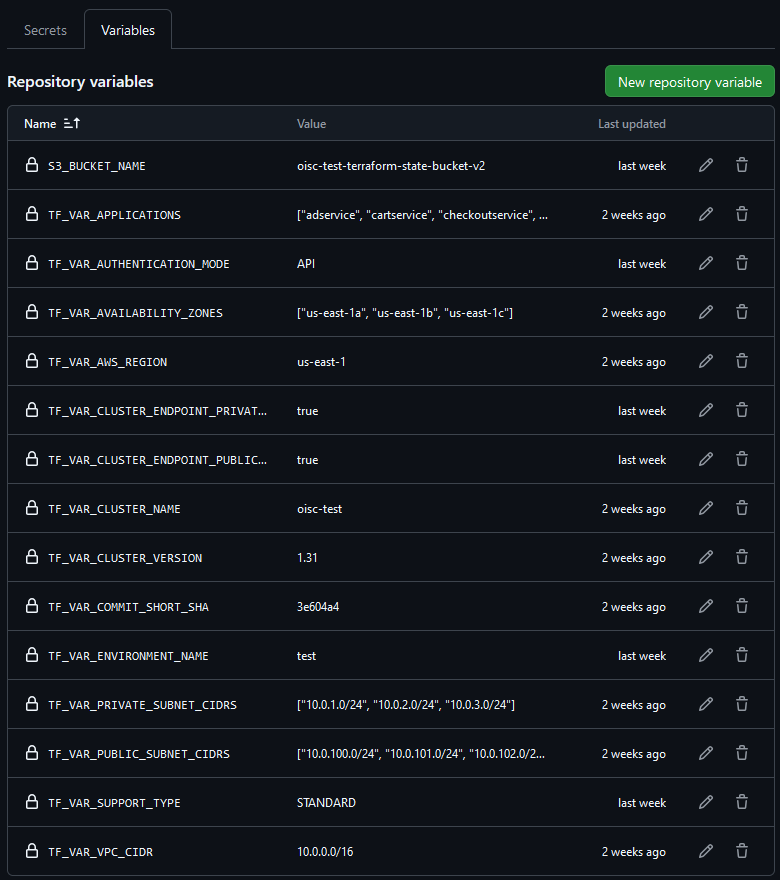 Secrets Variables
Repository variables New repository variable
Name Value Last updated
S3_BUCKET_NAME oisc-test-terraform-state-bucket-v2 last week
TF_VAR_APPLICATIONS ["adservice", "cartservice", "checkoutservice", ... 2 weeks ago
TF_VAR_AUTHENTICATION_MODE API last week
TF_VAR_AVAILABILITY_ZONES ["us-east-1a", "us-east-1b", "us-east-1c"] 2 weeks ago
TF_VAR_AWS_REGION us-east-1 2 weeks ago
TF_VAR_CLUSTER_ENDPOINT_PRIVAT... true last week
TF_VAR_CLUSTER_ENDPOINT_PUBLIC... true last week
TF_VAR_CLUSTER_NAME oisc-test 2 weeks ago
TF_VAR_CLUSTER_VERSION 1.31 2 weeks ago
TF_VAR_COMMIT_SHORT_SHA 3e604a4 2 weeks ago
TF_VAR_ENVIRONMENT_NAME test last week
TF_VAR_PRIVATE_SUBNET_CIDRS ["10.0.1.0/24", "10.0.2.0/24", "10.0.3.0/24"] 2 weeks ago
TF_VAR_PUBLIC_SUBNET_CIDRS ["10.0.100.0/24", "10.0.101.0/24", "10.0.102.0/2... 2 weeks ago
TF_VAR_SUPPORT_TYPE STANDARD last week
TF_VAR_VPC_CIDR 10.0.0.0/16 2 weeks ago